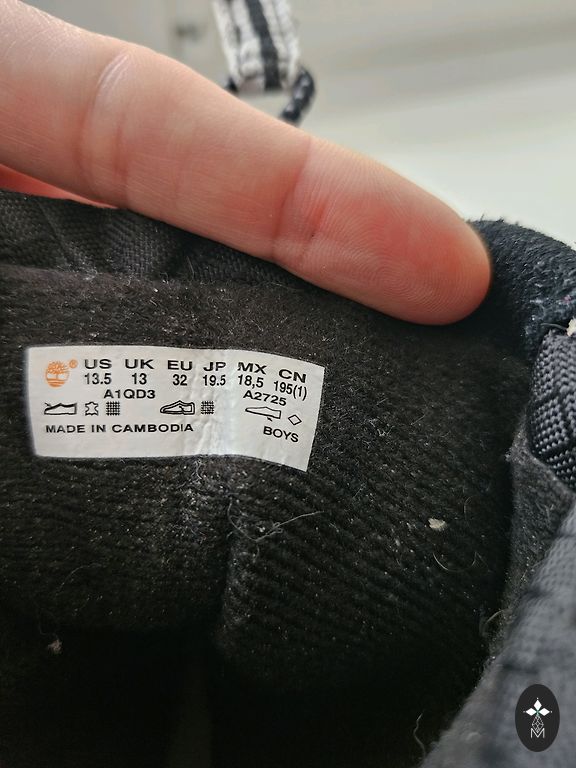 ® US UK EU JP MX CN
13.5 13 32 19.5 18,5 195(1)
A1QD3 A2725
MADE IN CAMBODIA BOYS
M